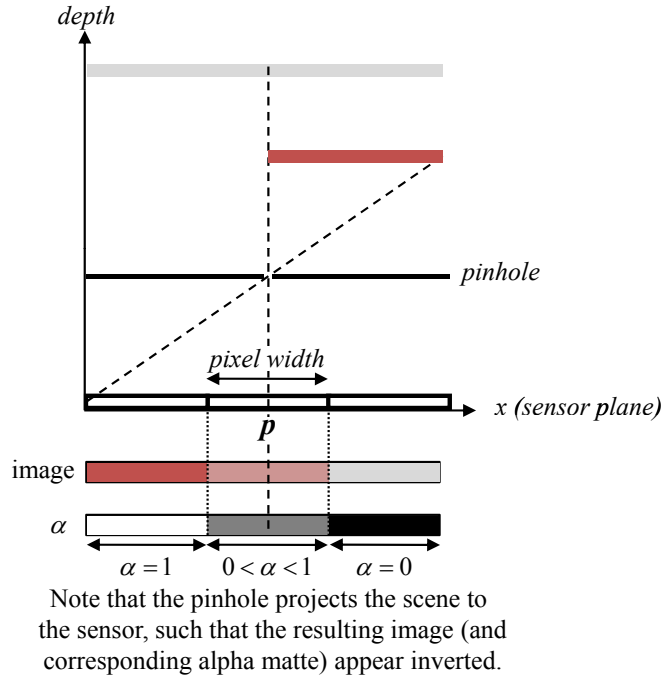 depth
pinhole
pixel width
x (sensor plane)
p
image
α
α = 1
0 < α < 1
α = 0
Note that the pinhole projects the scene to
the sensor, such that the resulting image (and
corresponding alpha matte) appear inverted.